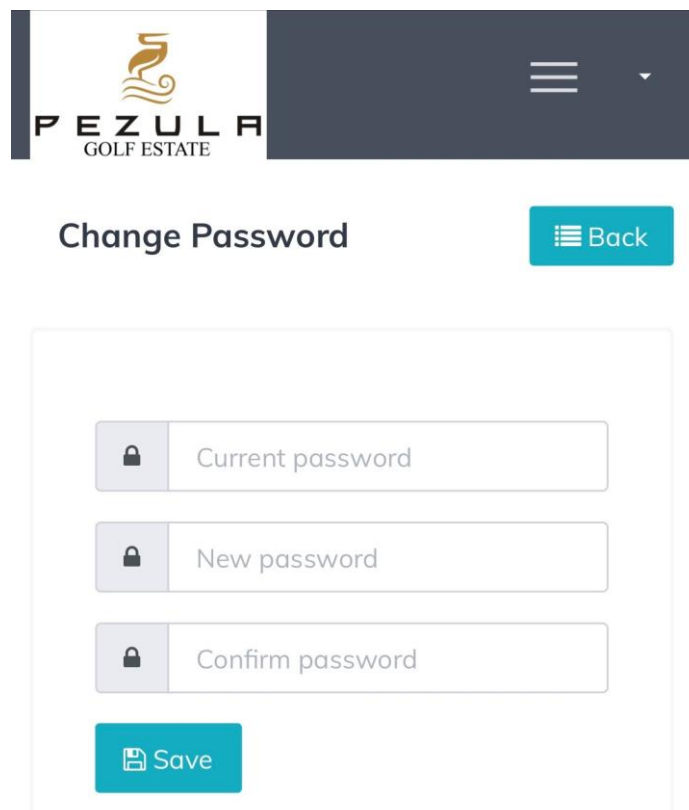 PEZULA
GOLF ESTATE
Change Password
Back
Current password
New password
Confirm password
Save